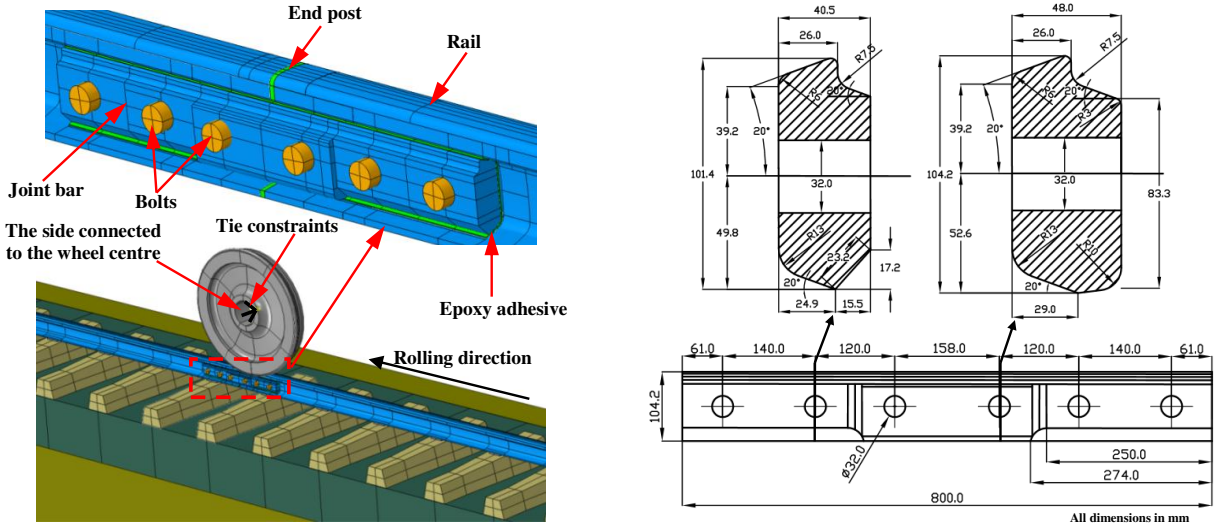 End post
Rail
Joint bar
Bolts
The side connected
to the wheel centre
Tie constraints
Epoxy adhesive
Rolling direction
40.5
26.0
R7.5
R6
20°
20°
39.2
101.4
32.0
49.8
R13
23.2
17.2
20°
24.9
15.5
48.0
26.0
R7.5
R6
20°
R3
20°
39.2
104.2
32.0
83.3
52.6
R13
R10
20°
29.0
61.0
140.0
120.0
158.0
120.0
140.0
61.0
104.2
Ø32.0
250.0
274.0
800.0
All dimensions in mm